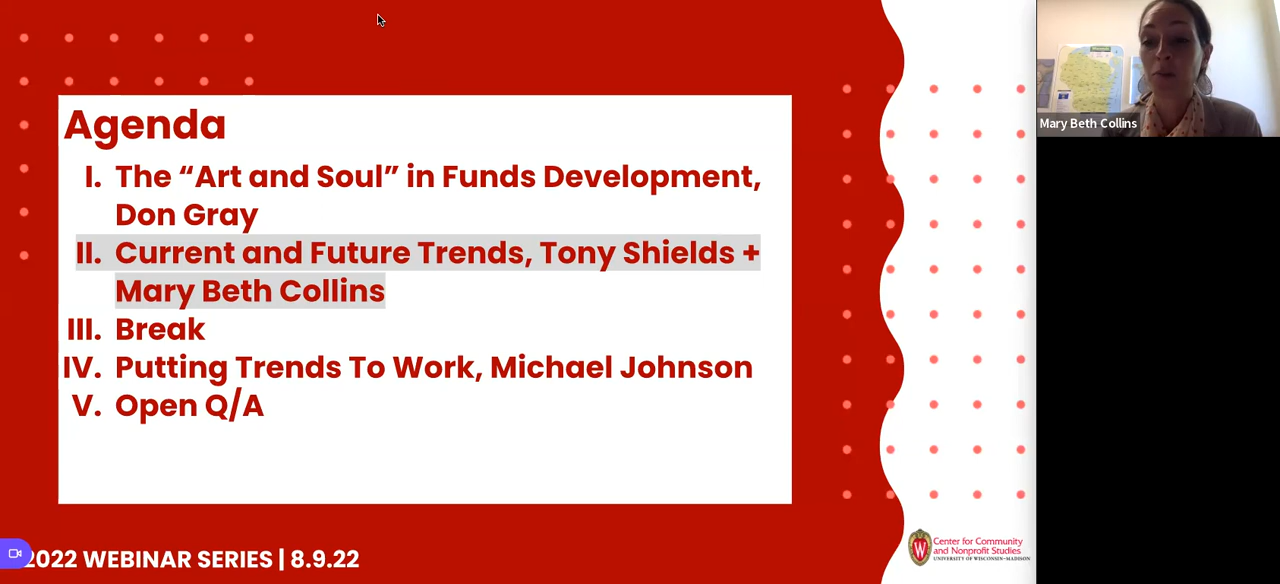 Agenda
I. The “Art and Soul” in Funds Development,
Don Gray
II. Current and Future Trends, Tony Shields +
Mary Beth Collins
III. Break
IV. Putting Trends To Work, Michael Johnson
V. Open Q/A
2022 WEBINAR SERIES | 8.9.22
W
Center for Community
and Nonprofit Studies
UNIVERSITY OF WISCONSIN–MADISON
Mary Beth Collins